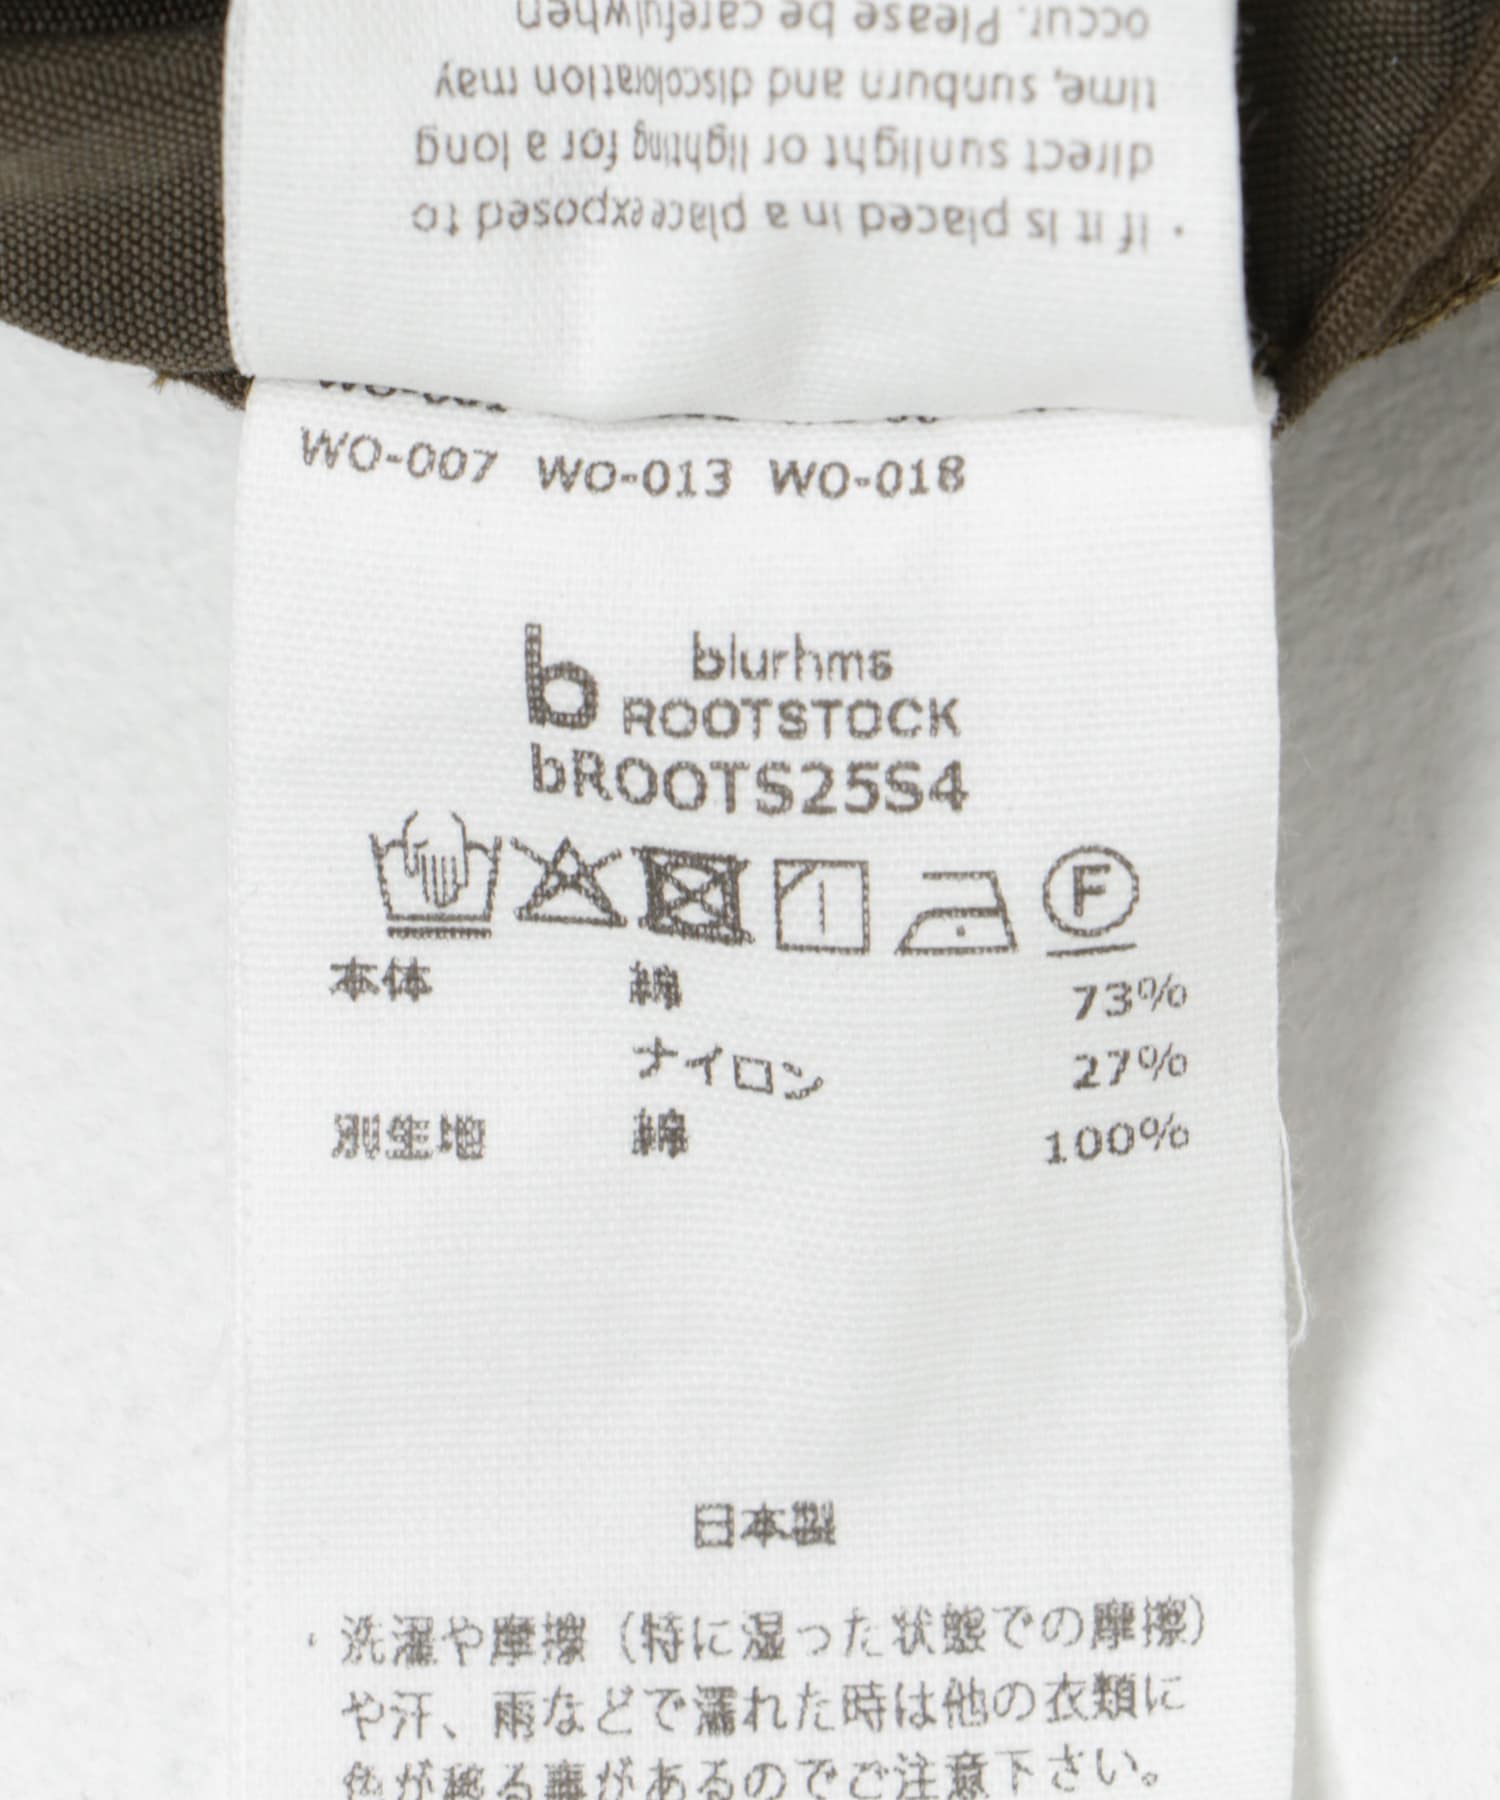 ・If it is placed in a place exposed to
direct sunlight or lighting for a long
time, sunburn and discoloration may
occur. Please be careful when
WO-007 WO-013 WO-018
b blurhms
ROOTSTOCK
bROOTS25S4
F
本体 綿 73%
ナイロン 27%
別生地 綿 100%
日本製
・洗濯や摩擦(特に湿った状態での摩擦)
や汗、雨などで濡れた時は他の衣類に
色が移る事があるのでご注意下さい。